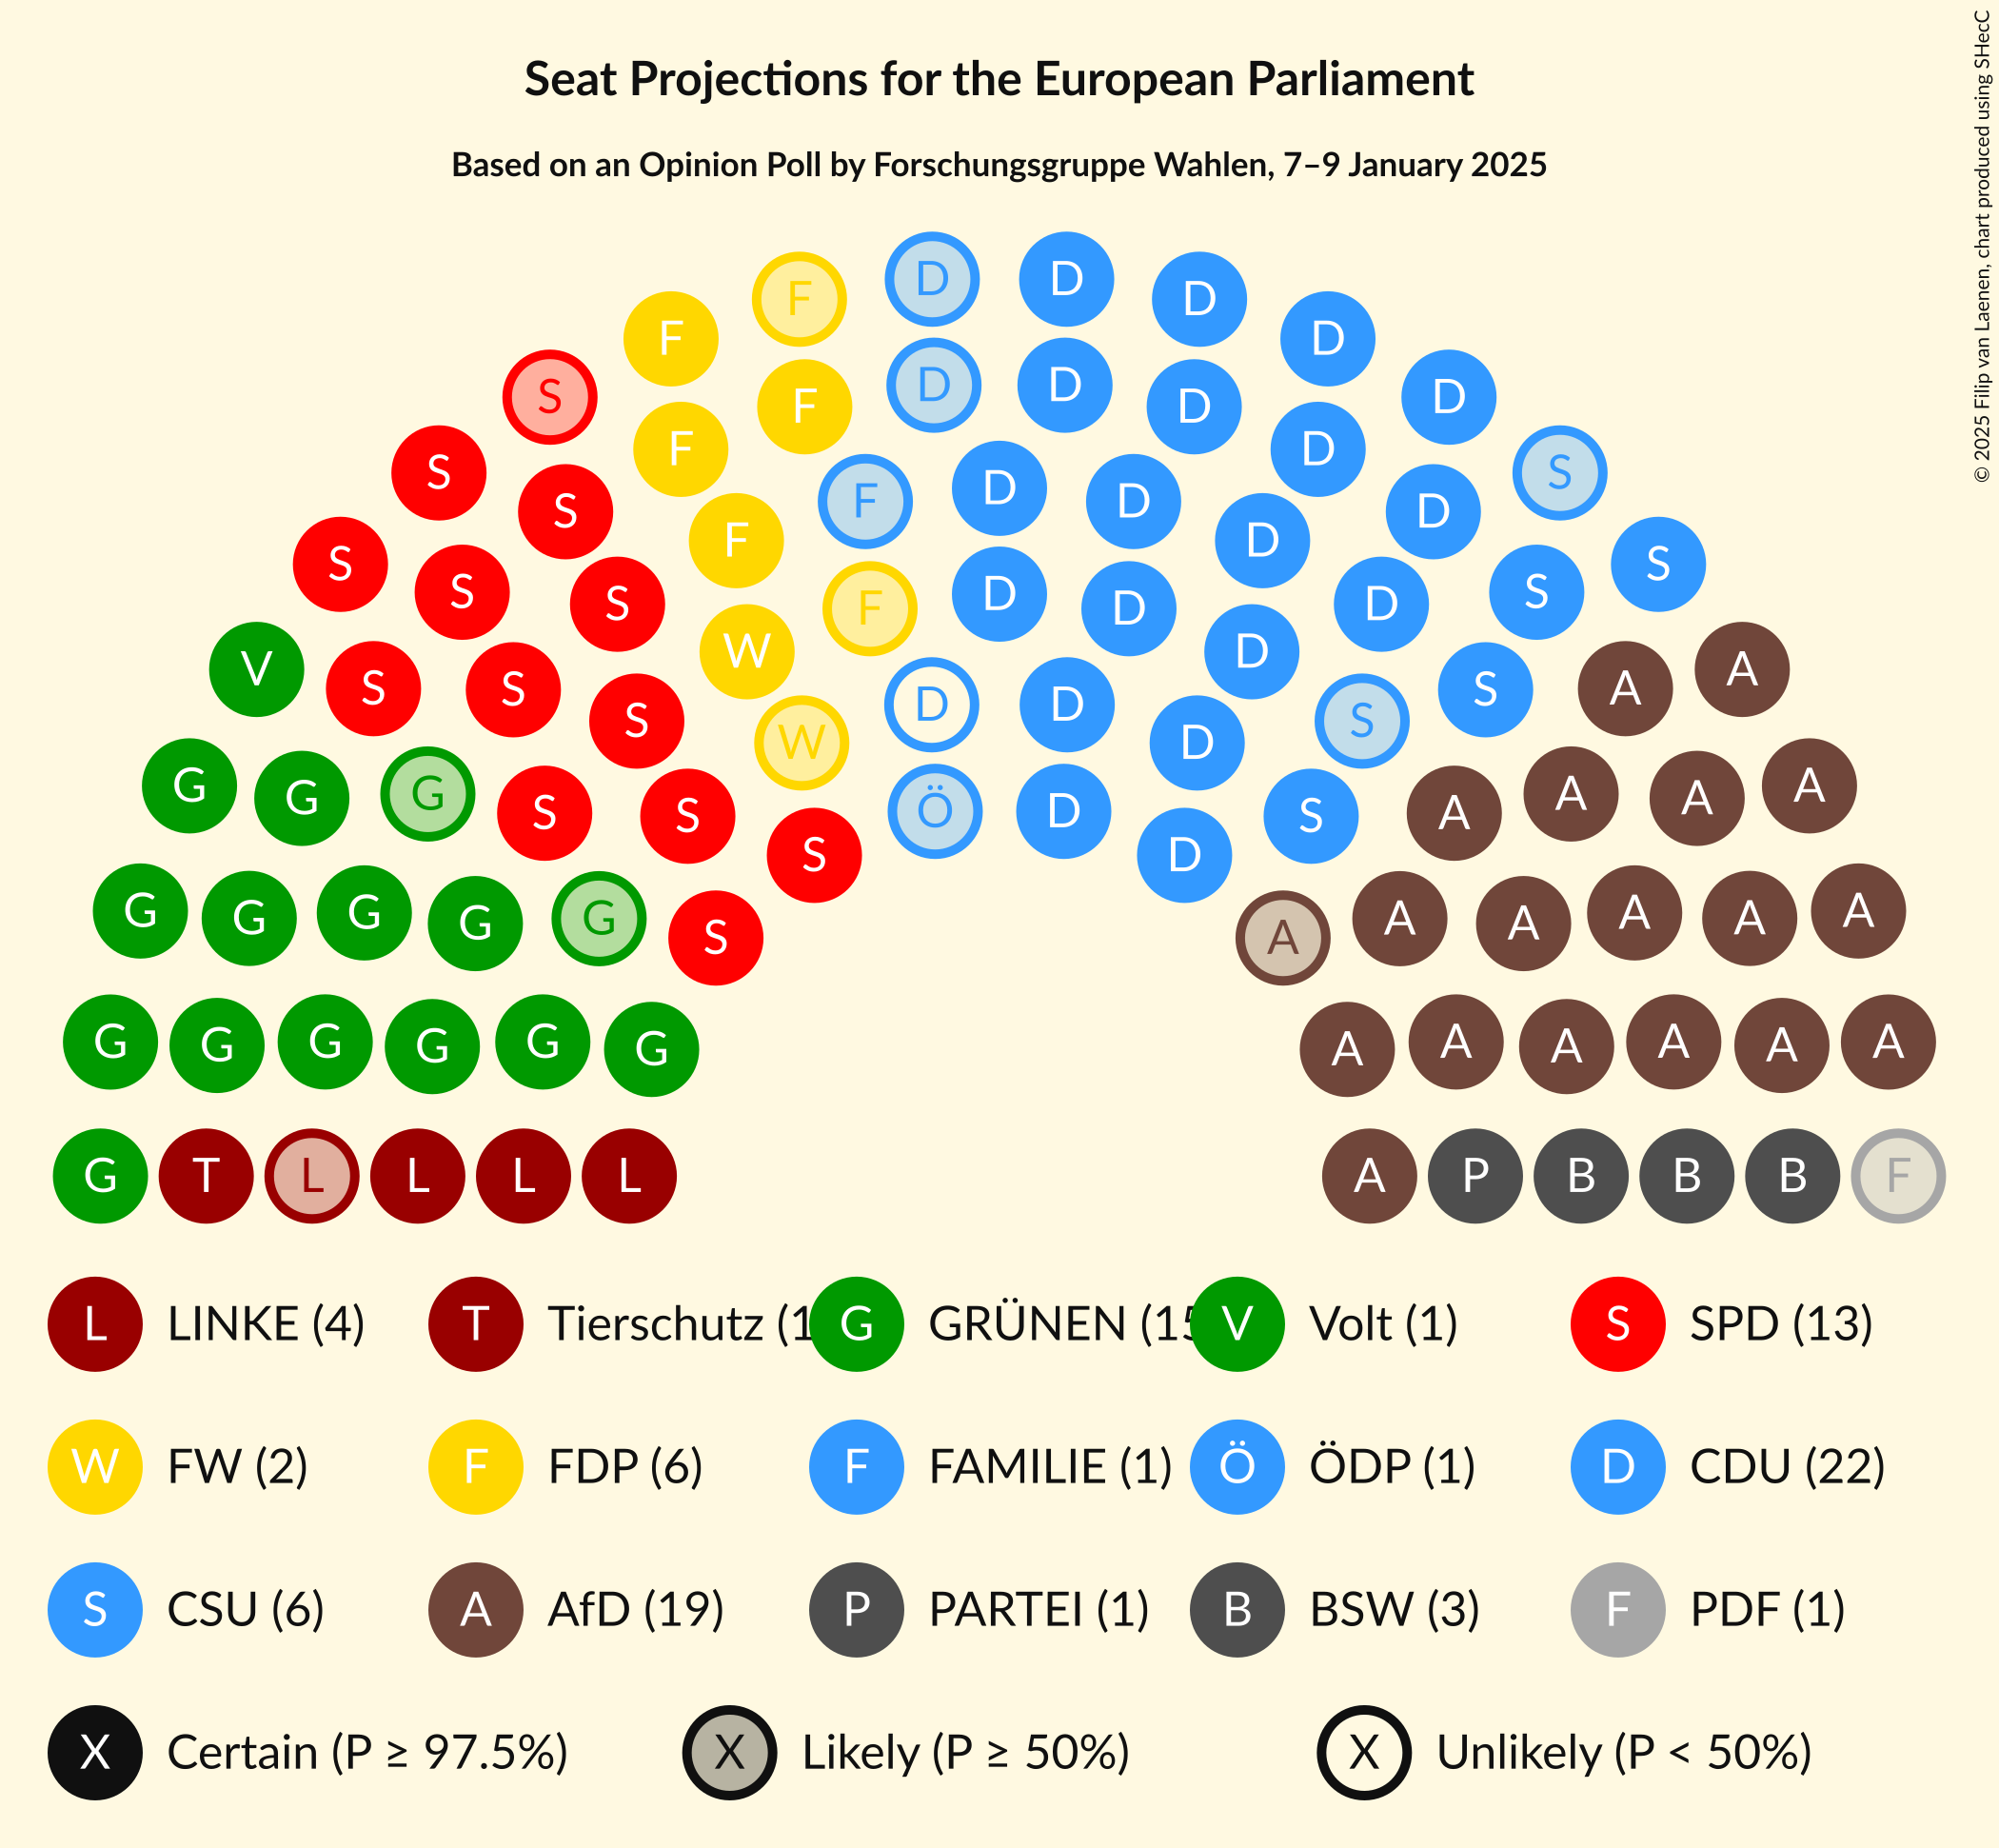 Seat Projections for the European Parliament
Based on an Opinion Poll by Forschungsgruppe Wahlen, 7–9 January 2025
© 2025 Filip van Laenen, chart produced using SHecC
D D
F D
F D
D D
S F F D D S
S F D D S
S F D D D D S
S S D S
S F D D S
V S W D D A
S S S D D S A A
G G G S S W D S A A A A
S Ö D S
G G G G G S S D A A A A A A
G G G G G G A A A A A A
G T L L L L A P B B B F
L LINKE (4) T Tierschutz (1 G GRÜNEN (15 V Volt (1) S SPD (13)
W FW (2) F FDP (6) F FAMILIE (1) Ö ÖDP (1) D CDU (22)
S CSU (6) A AfD (19) P PARTEI (1) B BSW (3) F PDF (1)
X Certain (P ≥ 97.5%) X Likely (P ≥ 50%) X Unlikely (P < 50%)